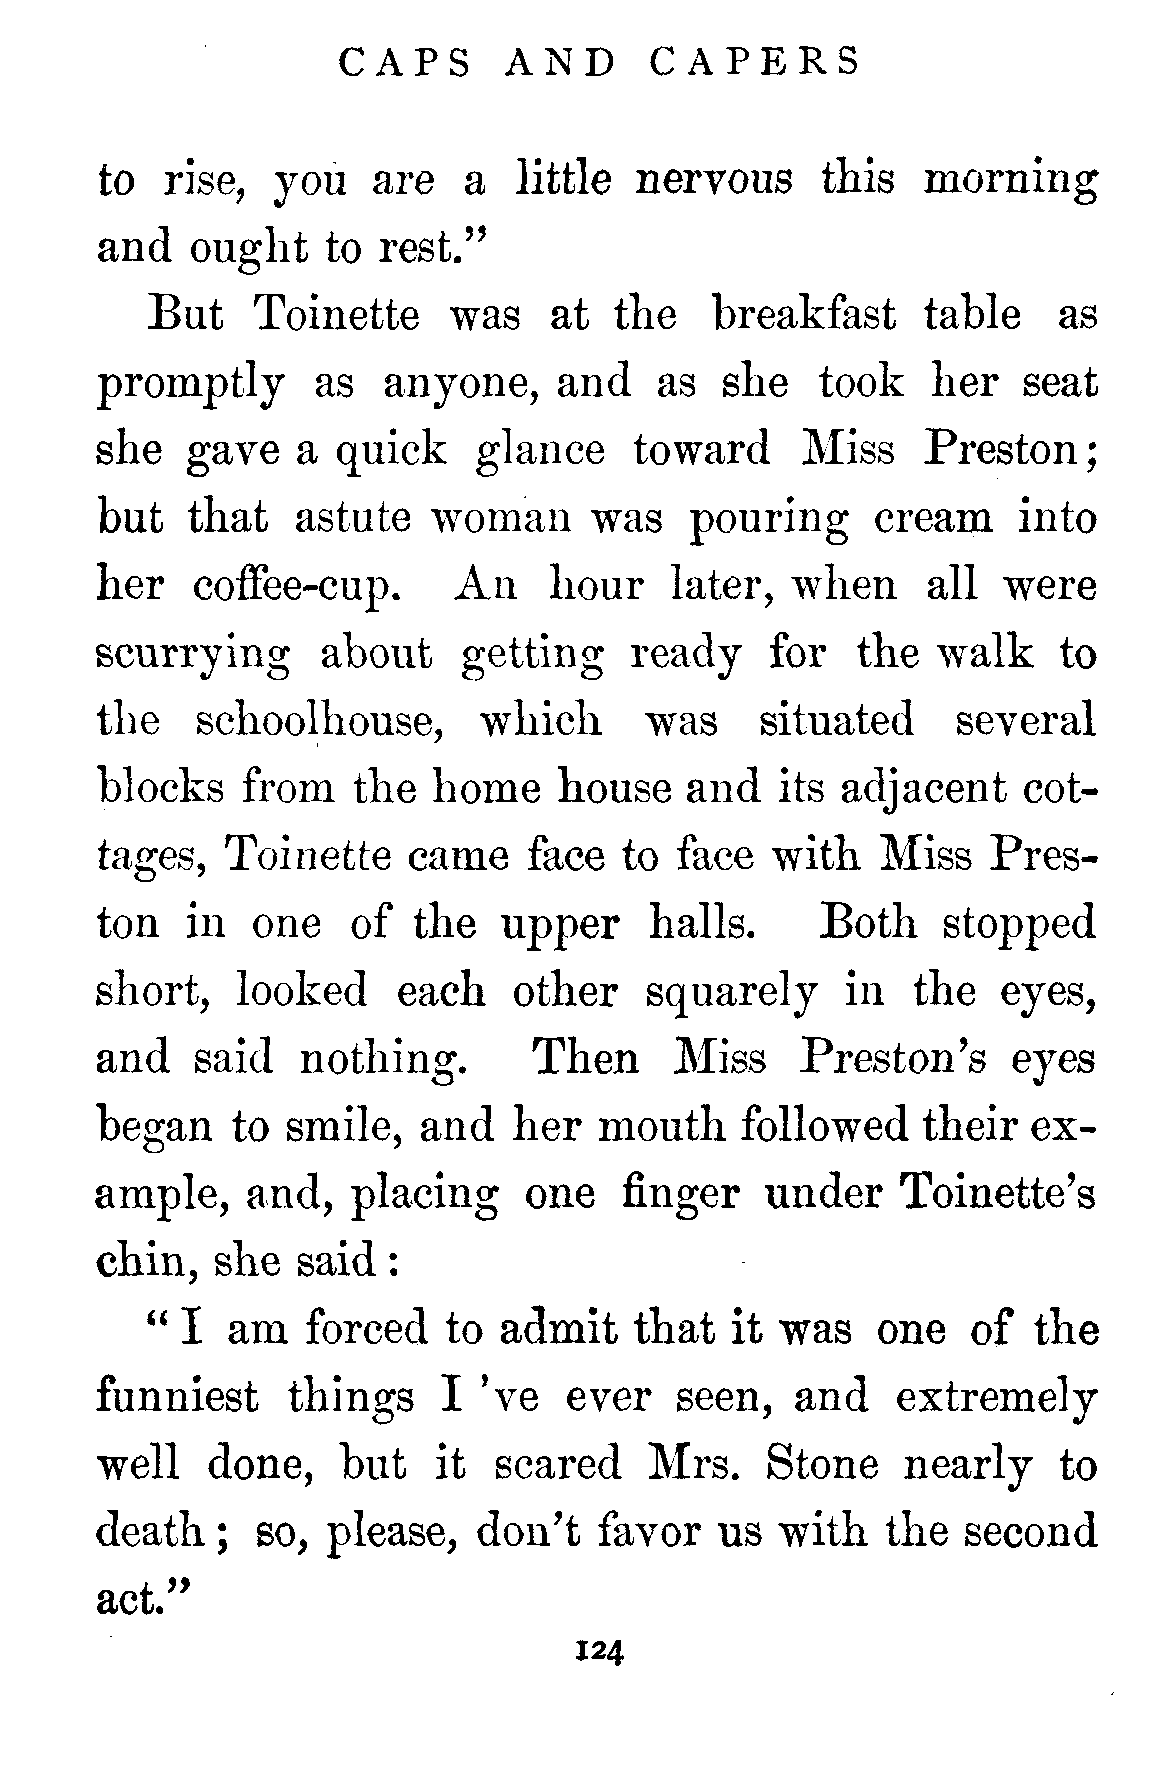 CAPS AND CAPERS
to rise, you are a little nervous this morning
and ought to rest.”
But Toinette was at the breakfast table as
promptly as anyone, and as she took her seat
she gave a quick glance toward Miss Preston;
but that astute woman was pouring cream into
her coffee-cup. An hour later, when all were
scurrying about getting ready for the walk to
the schoolhouse, which was situated several
blocks from the home house and its adjacent cot-
tages, Toinette came face to face with Miss Pres-
ton in one of the upper halls. Both stopped
short, looked each other squarely in the eyes,
and said nothing. Then Miss Preston’s eyes
began to smile, and her mouth followed their ex-
ample, and, placing one finger under Toinette’s
chin, she said :
“ I am forced to admit that it was one of the
funniest things I ’ve ever seen, and extremely
well done, but it scared Mrs. Stone nearly to
death ; so, please, don’t favor us with the second
act.”
124